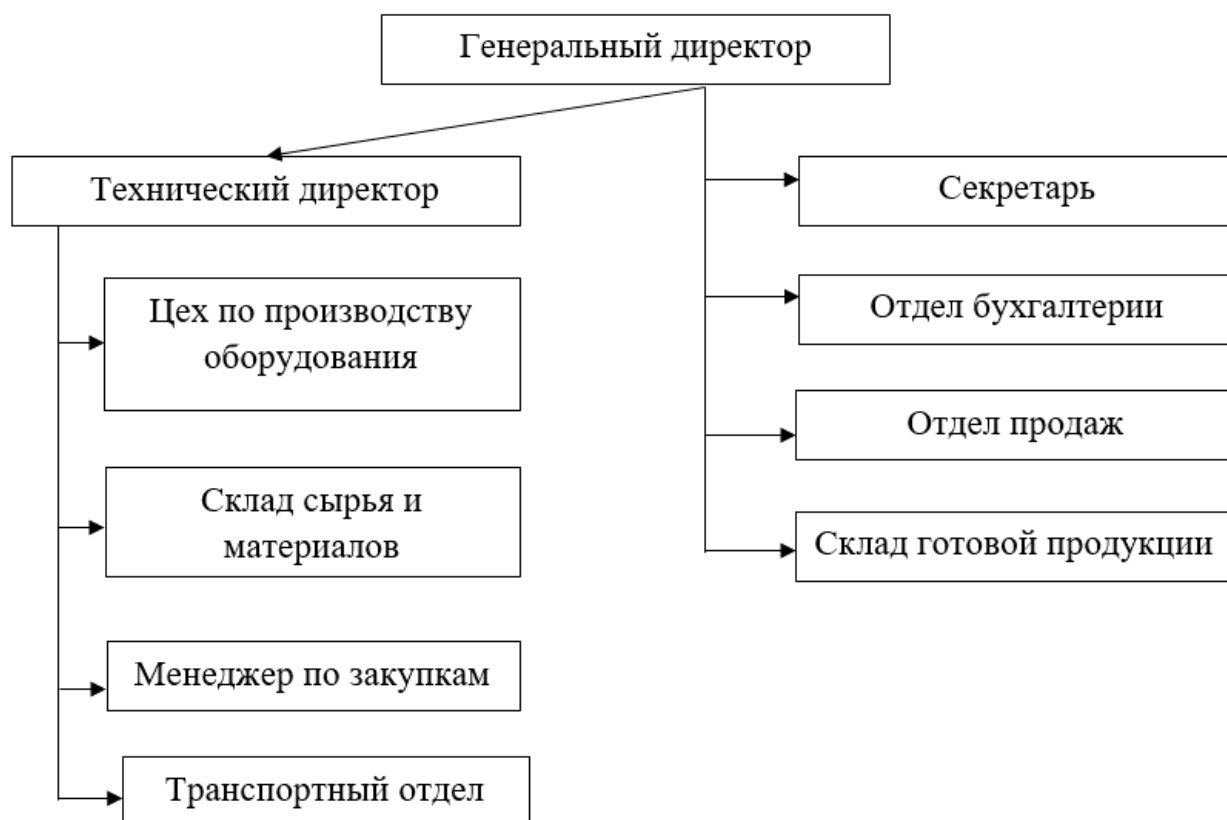 Генеральный директор
Технический директор
Цех по производству
оборудования
Склад сырья и
материалов
Менеджер по закупкам
Транспортный отдел
Секретарь
Отдел бухгалтерии
Отдел продаж
Склад готовой продукции